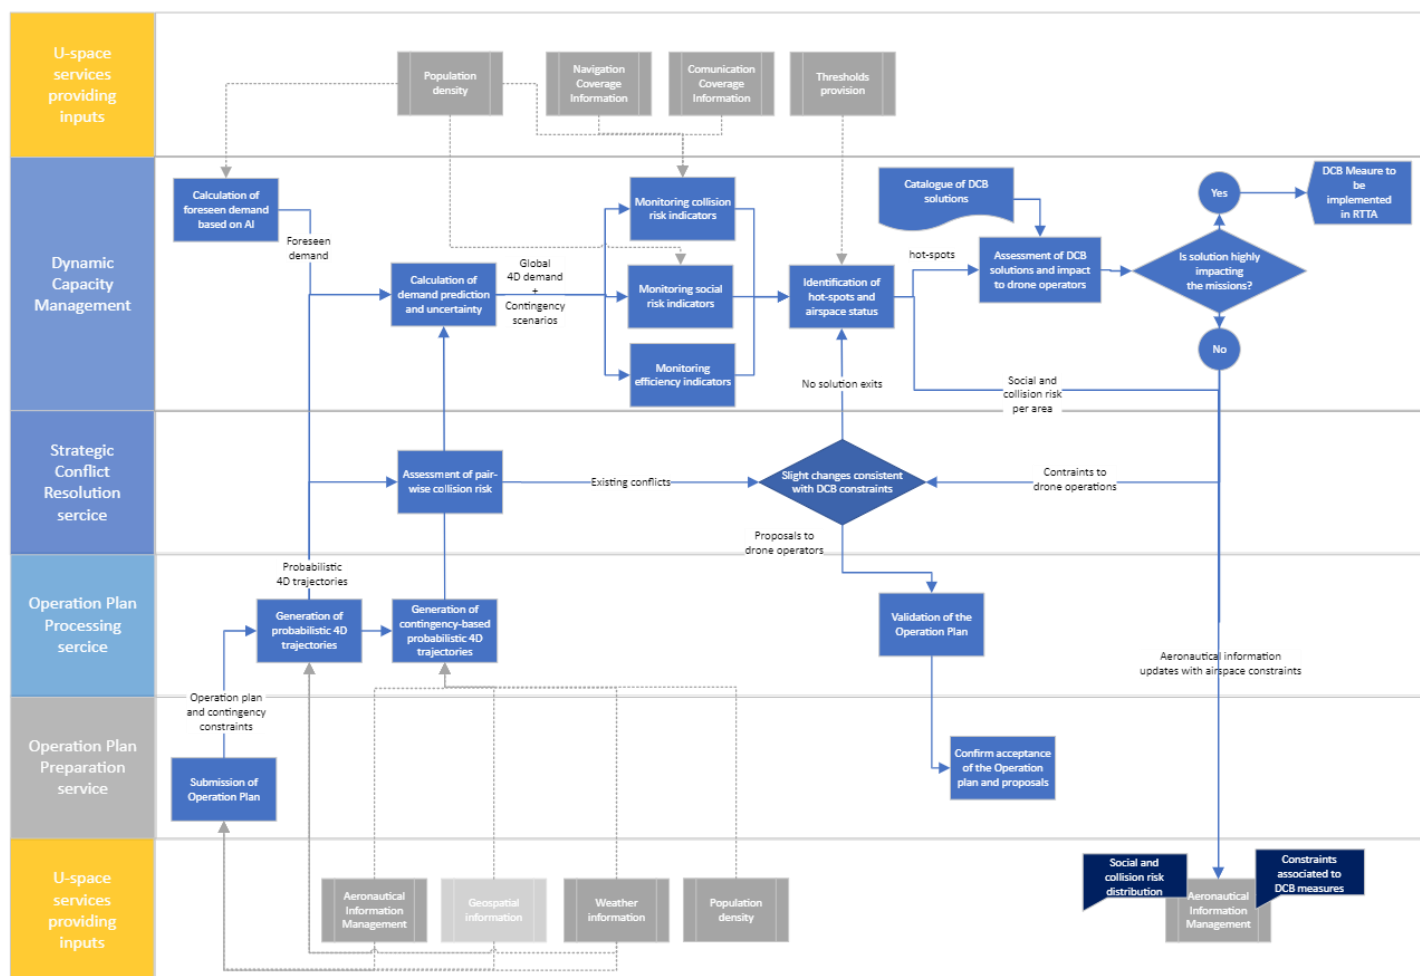 U-space
services
providing
inputs
Population
density
Navigation
Coverage
Information
Comunication
Coverage
Information
Thresholds
provision
Dynamic
Capacity
Management
Calculation of
foreseen demand
based on AI
Foreseen
demand
Calculation of
demand prediction
and uncertainty
Global
4D demand
+
Contingency
scenarios
Monitoring collision
risk indicators
Monitoring social
risk indicators
Monitoring
efficiency indicators
Identification of
hot-spots and
airspace status
No solution exits
Catalogue of DCB
solutions
hot-spots
Assessment of DCB
solutions and impact
to drone operators
Social and
collision risk
per area
Yes
Is solution highly
impacting
the missions?
No
DCB Meaure to
be
implemented
in RTTA
Strategic
Conflict
Resolution
sercice
Assessment of pair-
wise collision risk
Existing conflicts
Slight changes consistent
with DCB constraints
Contraints to
drone operations
Proposals to
drone operators
Operation Plan
Processing
sercice
Probabilistic
4D trajectories
Generation of
probabilistic 4D
trajectories
Generation of
contingency-based
probabilistic 4D
trajectories
Validation of the
Operation Plan
Aeronautical information
updates with airspace constraints
Operation Plan
Preparation
service
Operation plan
and contingency
constraints
Submission of
Operation Plan
Confirm acceptance
of the Operation
plan and proposals
U-space
services
providing
inputs
Aeronautical
Information
Management
Geospatial
information
Weather
information
Population
density
Social and
collision risk
distribution
Constraints
associated to
DCB measures
Aeronautical
Information
Management